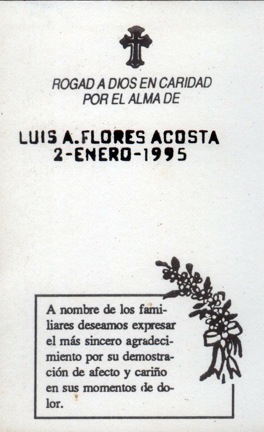 ROGAD A DIOS EN CARIDAD
POR EL ALMA DE
LUIS A. FLORES ACOSTA
2-ENERO-1995
A nombre de los fami-
liares deseamos expresar
el más sincero agradeci-
miento por su demostra-
ción de afecto y cariño
en sus momentos de do-
lor.